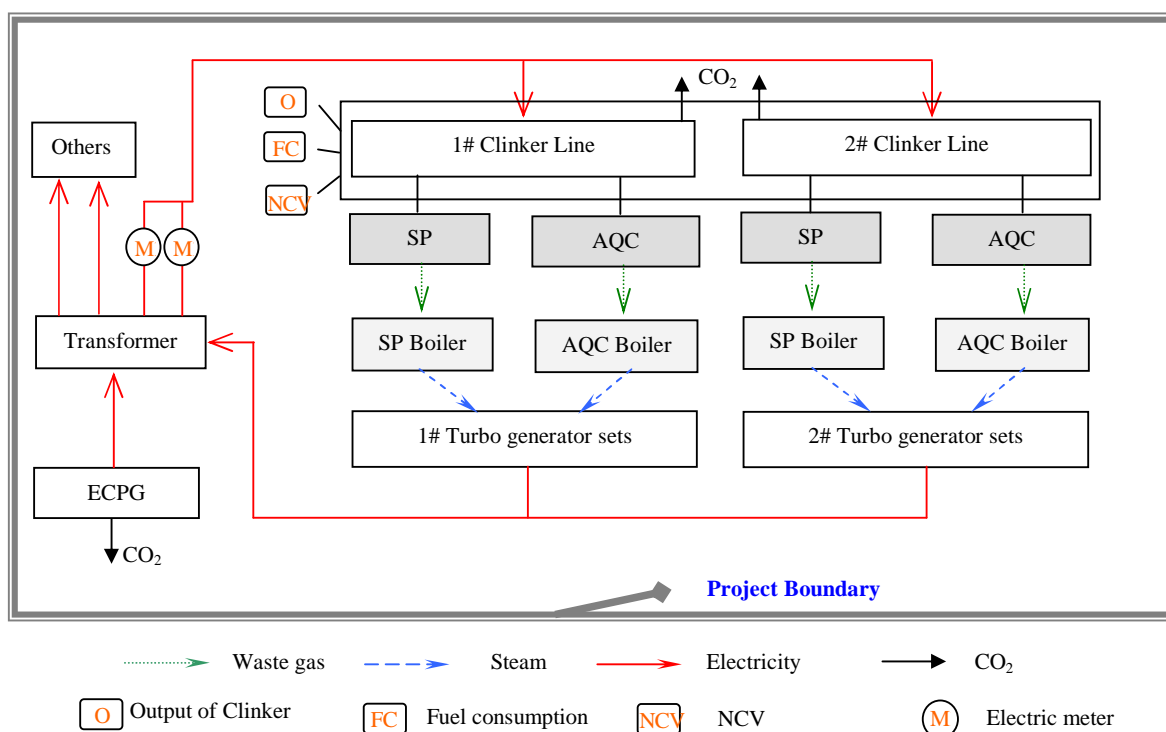 CO₂
O
1# Clinker Line
2# Clinker Line
Others
FC
NCV
SP
AQC
SP
AQC
M
M
Transformer
SP Boiler
AQC Boiler
SP Boiler
AQC Boiler
1# Turbo generator sets
2# Turbo generator sets
ECPG
CO₂
Project Boundary
Waste gas
Steam
Electricity
CO₂
O
Output of Clinker
FC
Fuel consumption
NCV
NCV
M
Electric meter